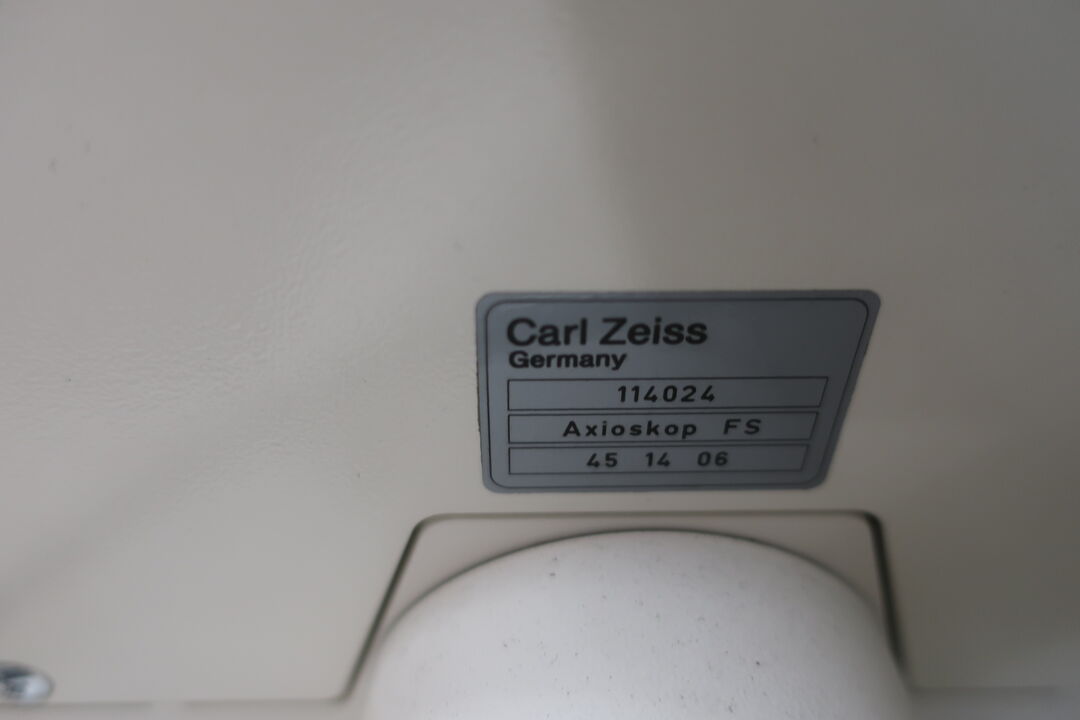 Carl Zeiss
Germany
114024
Axioskop FS
45 14 06